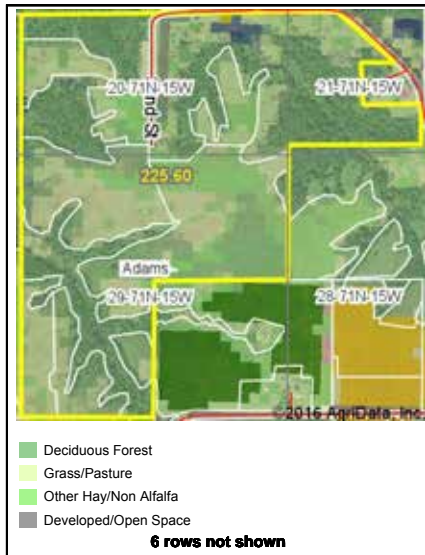 20-71N-15W
21-71N-15W
nd-St
225.60
Adams
29-71N-15W
28-71N-15W
©2016 AgriData, Inc
Deciduous Forest
Grass/Pasture
Other Hay/Non Alfalfa
Developed/Open Space
6 rows not shown